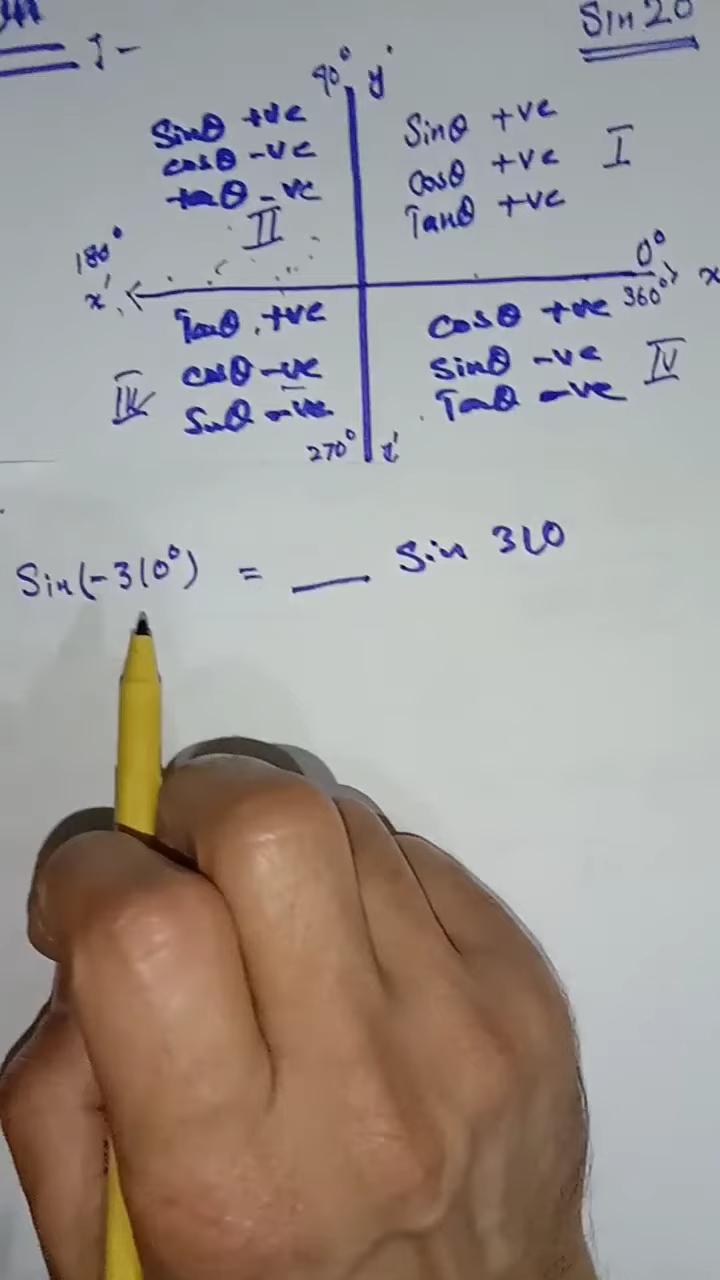 Sin 20
:-
90° y
Sinθ +ve
cosθ -ve
tanθ -ve
II
Sinθ +ve
cosθ +ve
Tanθ +ve
I
180°
x'
0°
360°
x
Tanθ +ve
cosθ -ve
Sinθ -ve
cosθ +ve
sinθ -ve
Tanθ -ve
IV
270°
Sin(-310°) = __ Sin 310